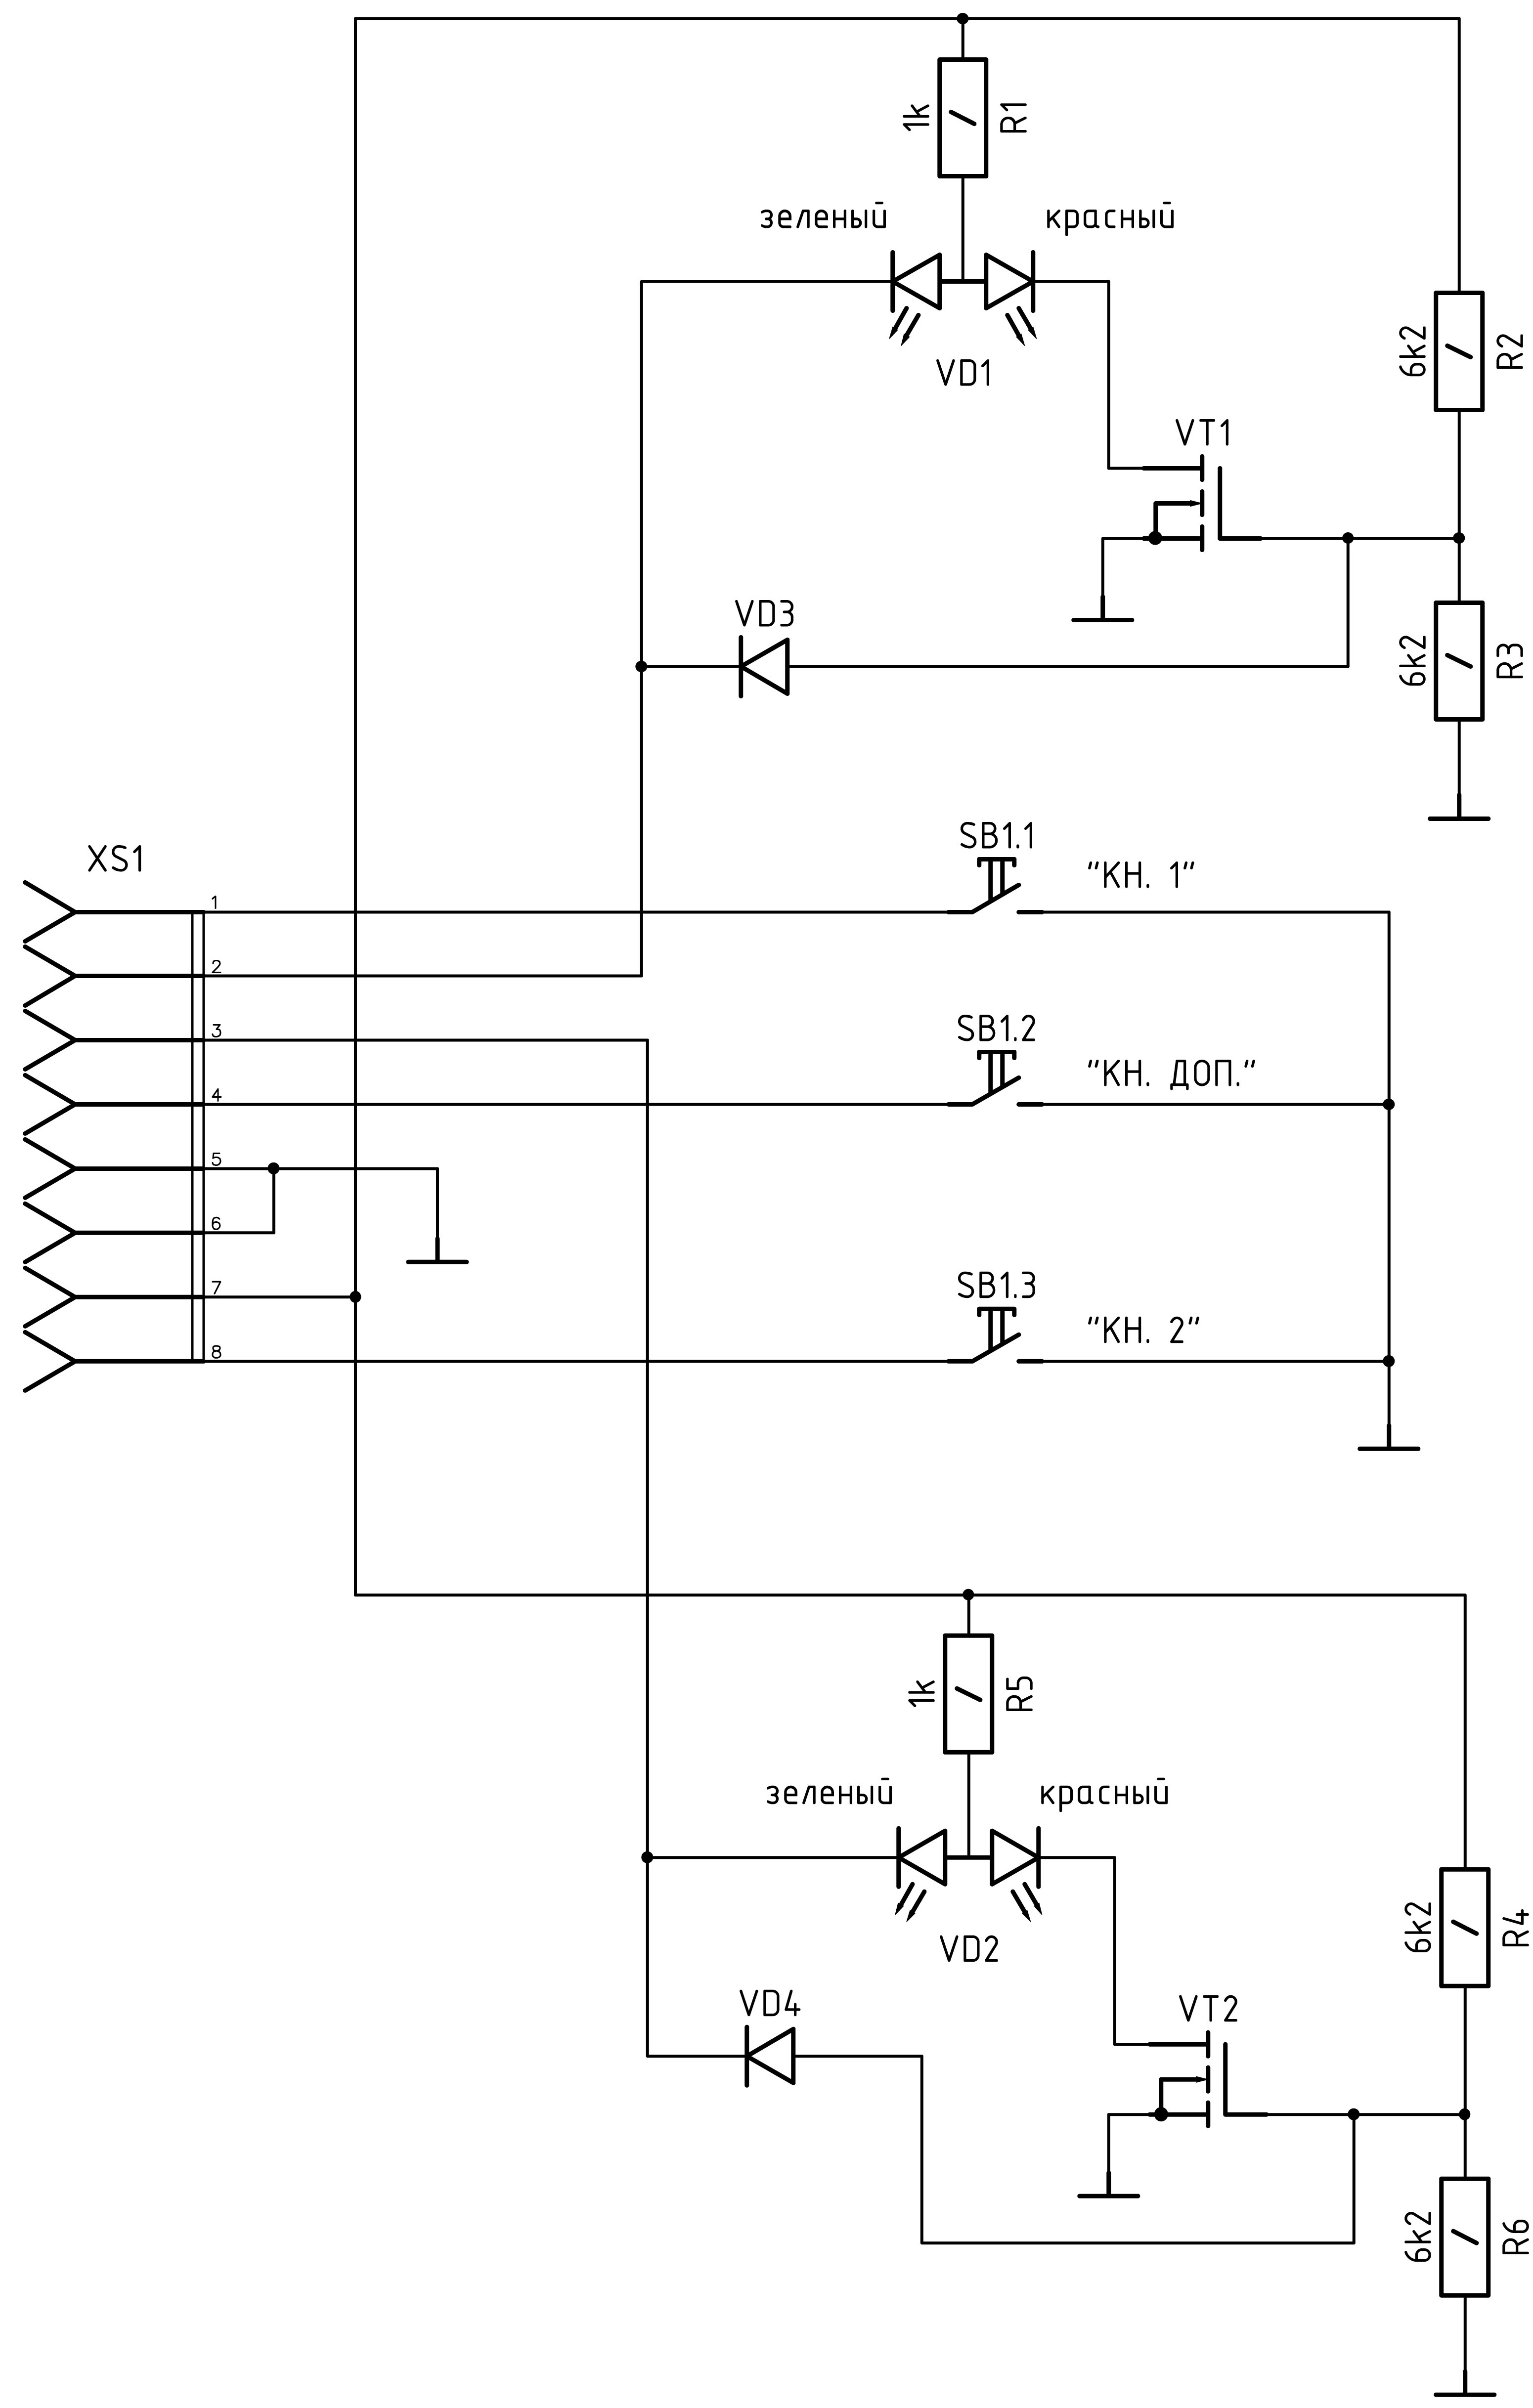 1k
R1
зеленый
красный
VD1
6k2
R2
VT1
VD3
6k2
R3
XS1
SB1.1
"КН. 1"
1
2
SB1.2
3
"КН. ДОП."
4
5
6
SB1.3
7
"КН. 2"
8
1k
R5
зеленый
красный
VD2
6k2
R4
VD4
VT2
6k2
R6